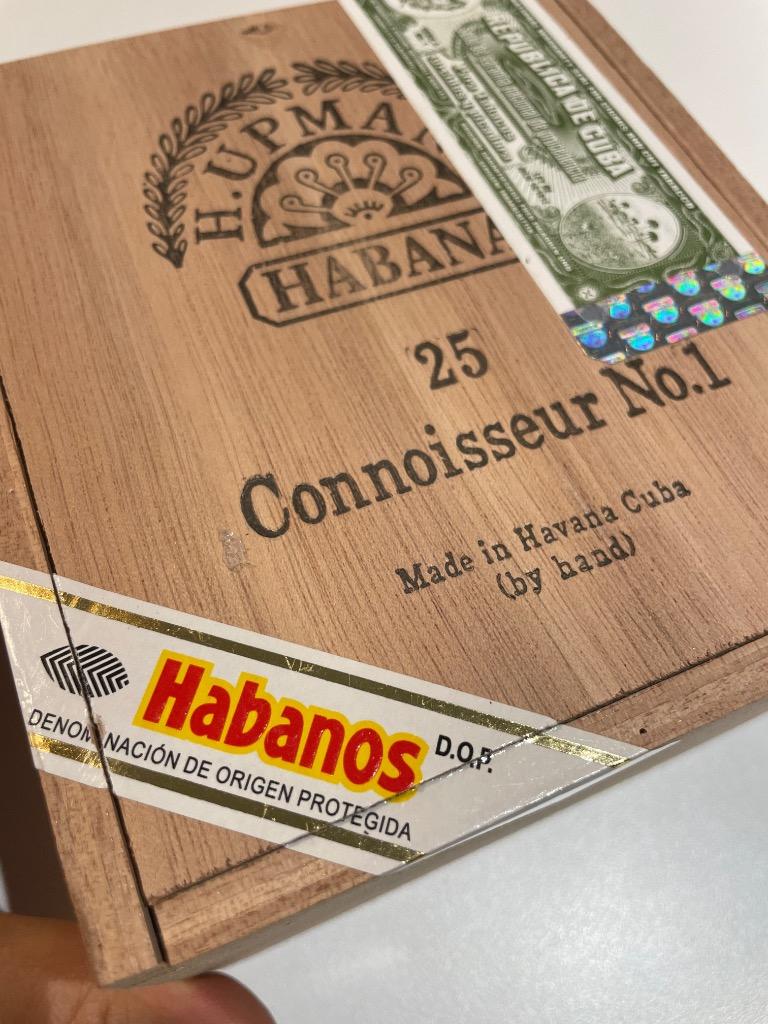 H.UPMA
HABANA
25
Connoisseur No.1
Made in Havana Cuba
(by hand)
REPUBLICA DE CUBA
Habanos
D.O.P.
DENOMINACIÓN DE ORIGEN PROTEGIDA